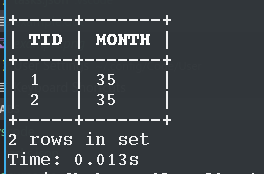 +-----+-------+
| TID | MONTH |
+-----+-------+
| 1   | 35    |
| 2   | 35    |
+-----+-------+
2 rows in set
Time: 0.013s